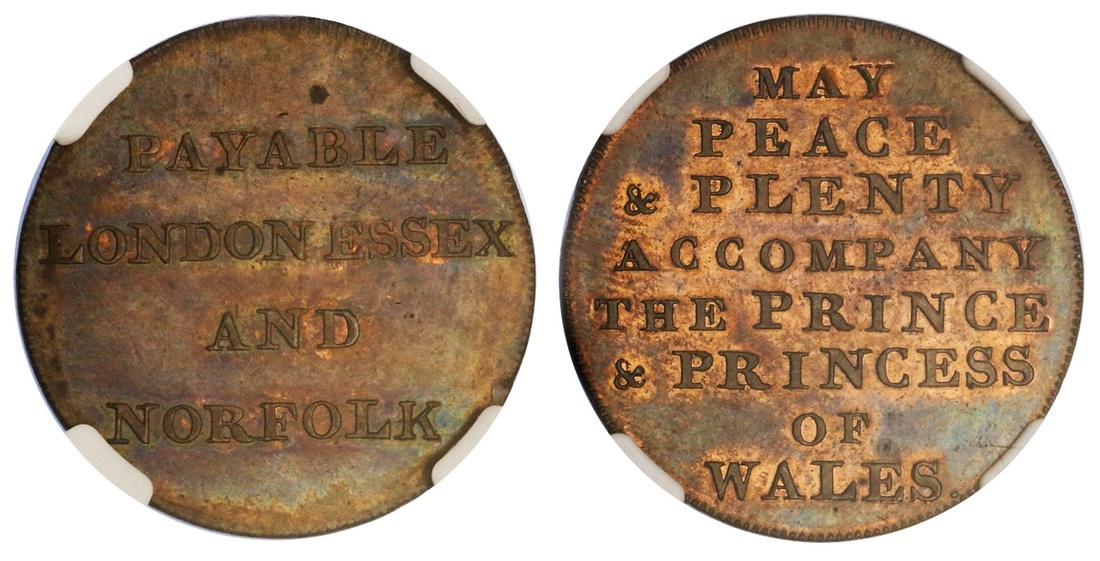 PAYABLE
LONDON ESSEX
AND
NORFOLK
MAY
PEACE
& PLENTY
ACCOMPANY
THE PRINCE
& PRINCESS
OF
WALES.